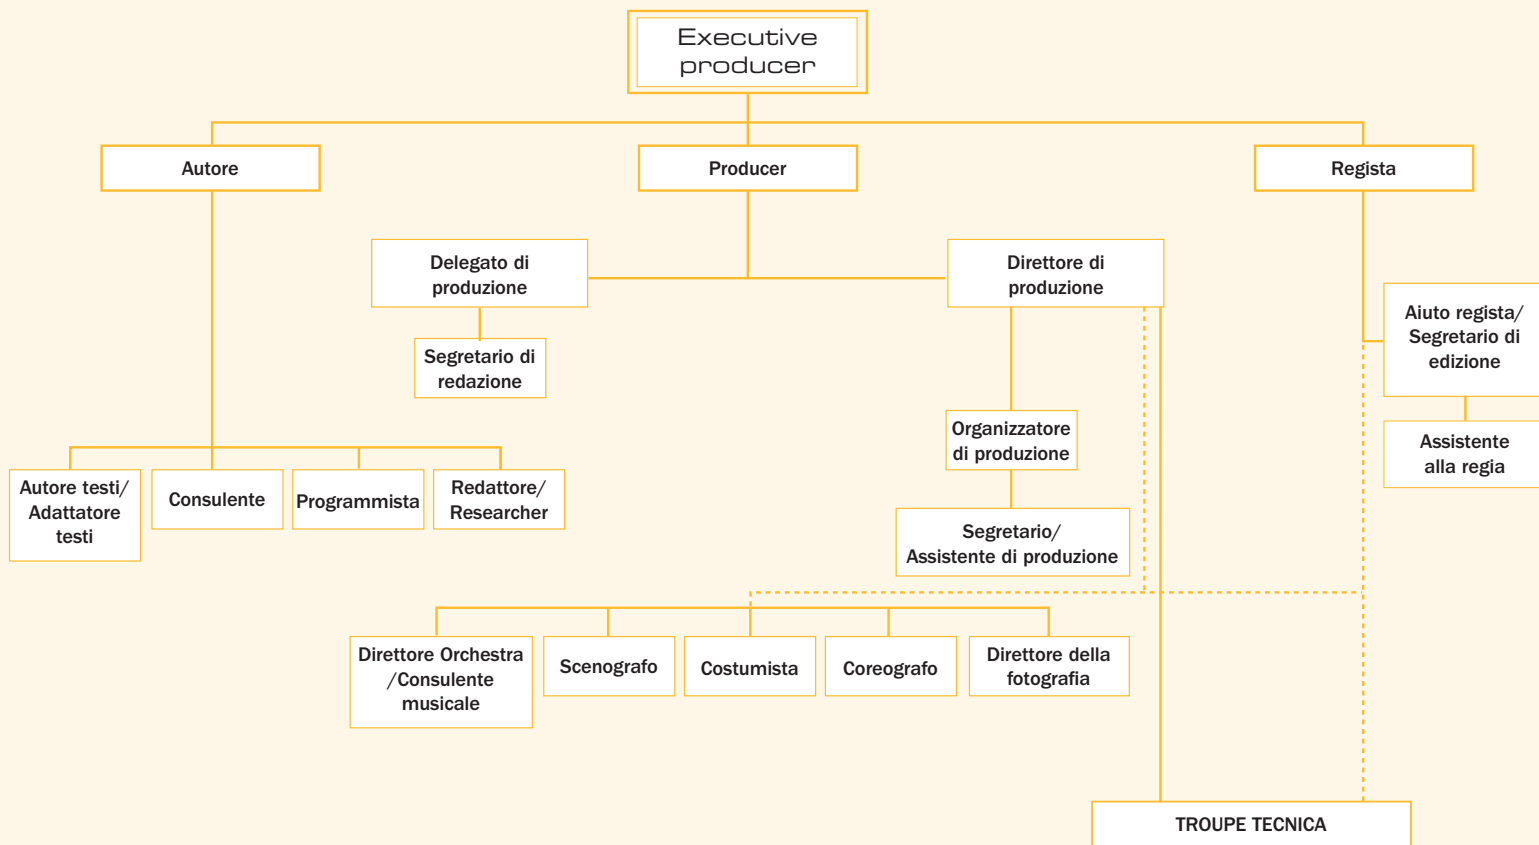 Executive
producer
Autore
Producer
Regista
Delegato di
produzione
Direttore di
produzione
Aiuto regista/
Segretario di
edizione
Segretario di
redazione
Organizzatore
di produzione
Assistente
alla regia
Autore testi/
Adattatore
testi
Consulente
Programmista
Redattore/
Researcher
Segretario/
Assistente di produzione
Direttore Orchestra
/Consulente
musicale
Scenografo
Costumista
Coreografo
Direttore della
fotografia
TROUPE TECNICA